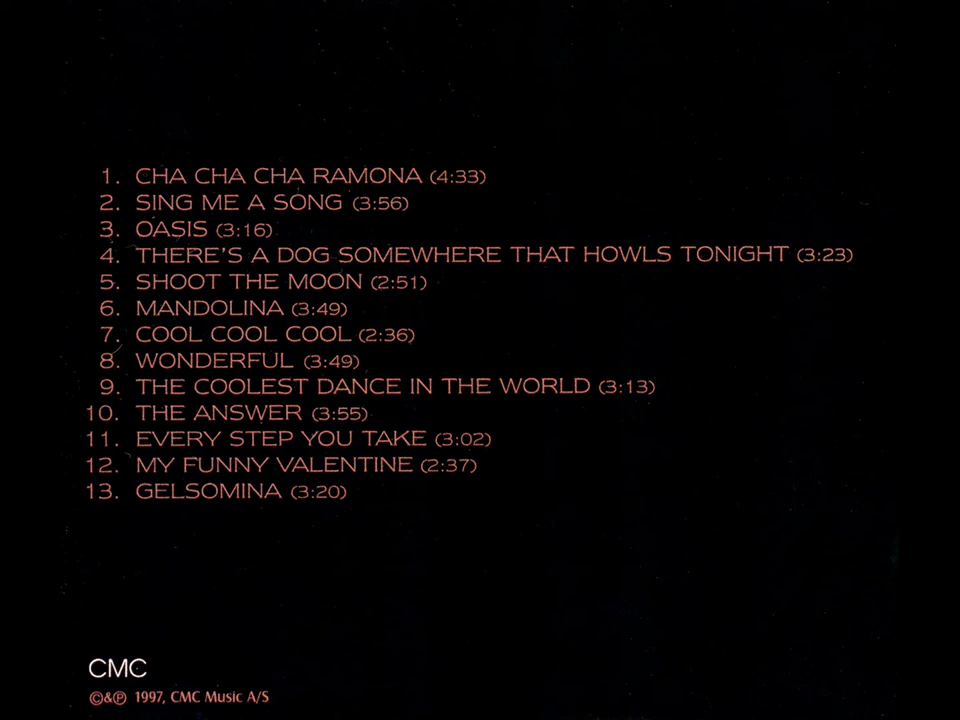 1. CHA CHA CHA RAMONA (4:33)
2. SING ME A SONG (3:56)
3. OASIS (3:16)
4. THERE'S A DOG SOMEWHERE THAT HOWLS TONIGHT (3:23)
5. SHOOT THE MOON (2:51)
6. MANDOLINA (3:49)
7. COOL COOL COOL (2:36)
8. WONDERFUL (3:49)
9. THE COOLEST DANCE IN THE WORLD (3:13)
10. THE ANSWER (3:55)
11. EVERY STEP YOU TAKE (3:02)
12. MY FUNNY VALENTINE (2:37)
13. GELSOMINA (3:20)
CMC
©&℗ 1997, CMC Music A/S